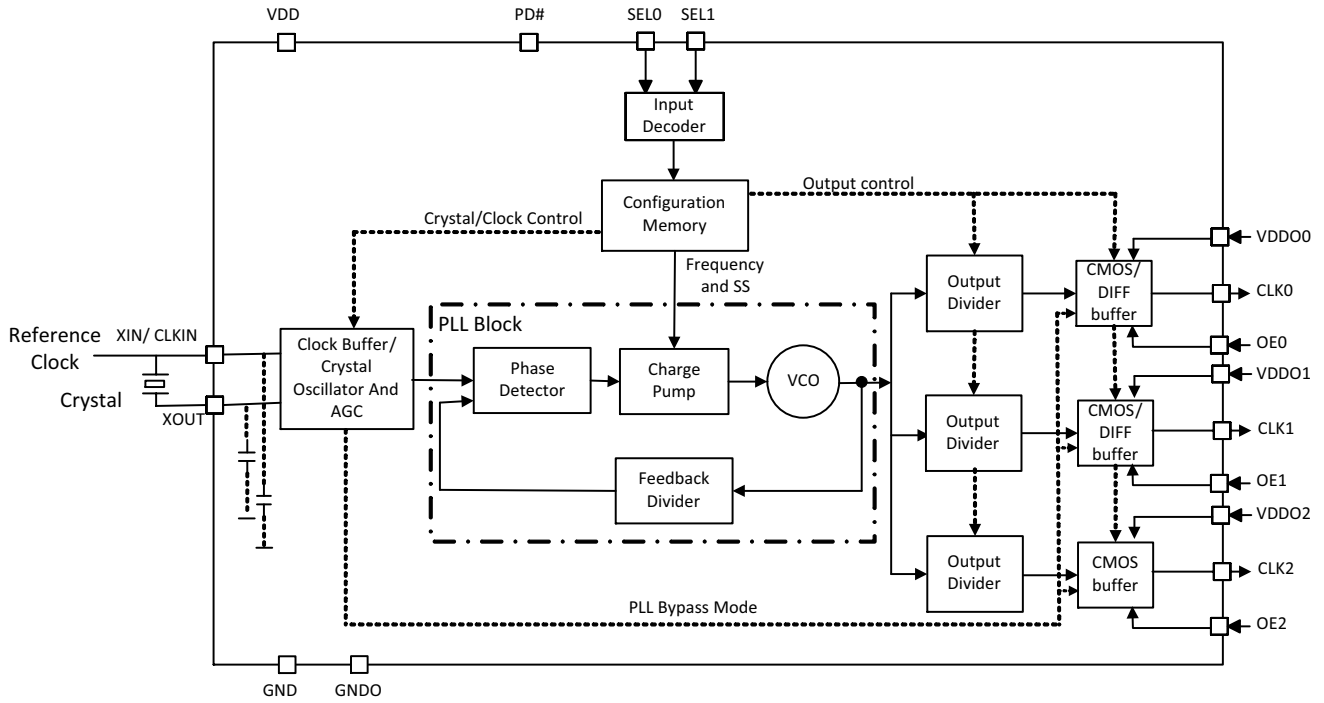 VDD
PD#
SEL0
SEL1
Input
Decoder
Configuration
Memory
Output control
Crystal/Clock Control
Frequency
and SS
VDDO0
CLK0
OE0
VDDO1
CLK1
OE1
VDDO2
CLK2
OE2
Output
Divider
CMOS/
DIFF
buffer
Output
Divider
CMOS/
DIFF
buffer
Output
Divider
CMOS
buffer
PLL Block
Reference
Clock
XIN/ CLKIN
Crystal
XOUT
Clock Buffer/
Crystal
Oscillator And
AGC
Phase
Detector
Charge
Pump
VCO
Feedback
Divider
PLL Bypass Mode
GND
GNDO